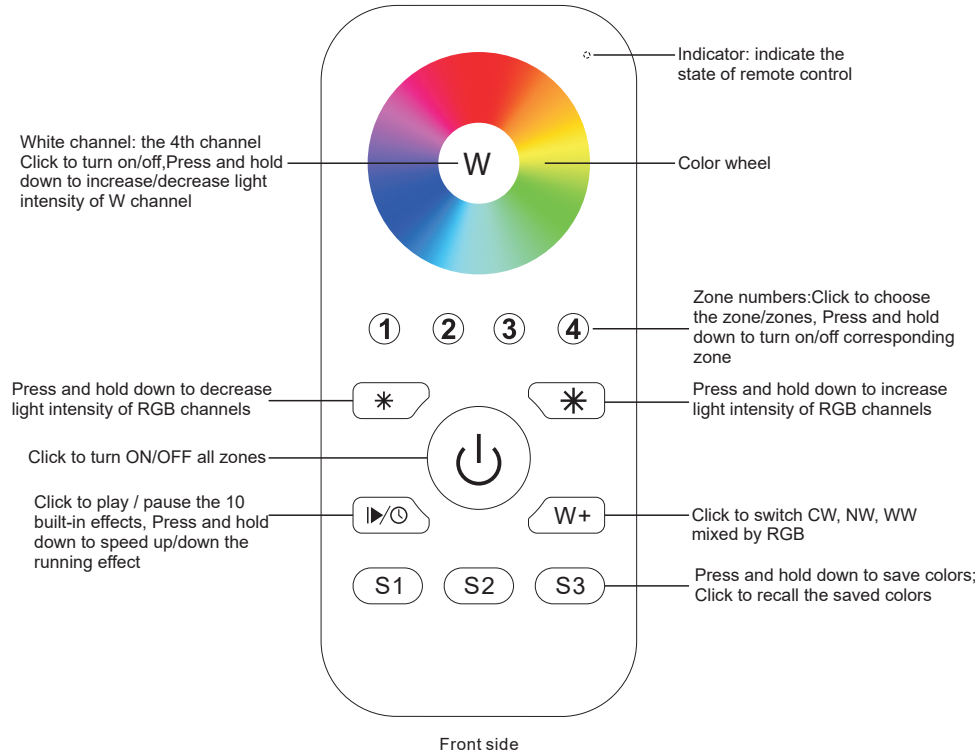 Indicator: indicate the
state of remote control
White channel: the 4th channel
Click to turn on/off,Press and hold
down to increase/decrease light
intensity of W channel
W
Color wheel
Zone numbers:Click to choose
the zone/zones, Press and hold
down to turn on/off corresponding
zone
1 2 3 4
Press and hold down to decrease
light intensity of RGB channels
Press and hold down to increase
light intensity of RGB channels
Click to turn ON/OFF all zones
Click to play / pause the 10
built-in effects, Press and hold
down to speed up/down the
running effect
W+
Click to switch CW, NW, WW
mixed by RGB
S1 S2 S3
Press and hold down to save colors;
Click to recall the saved colors
Front side